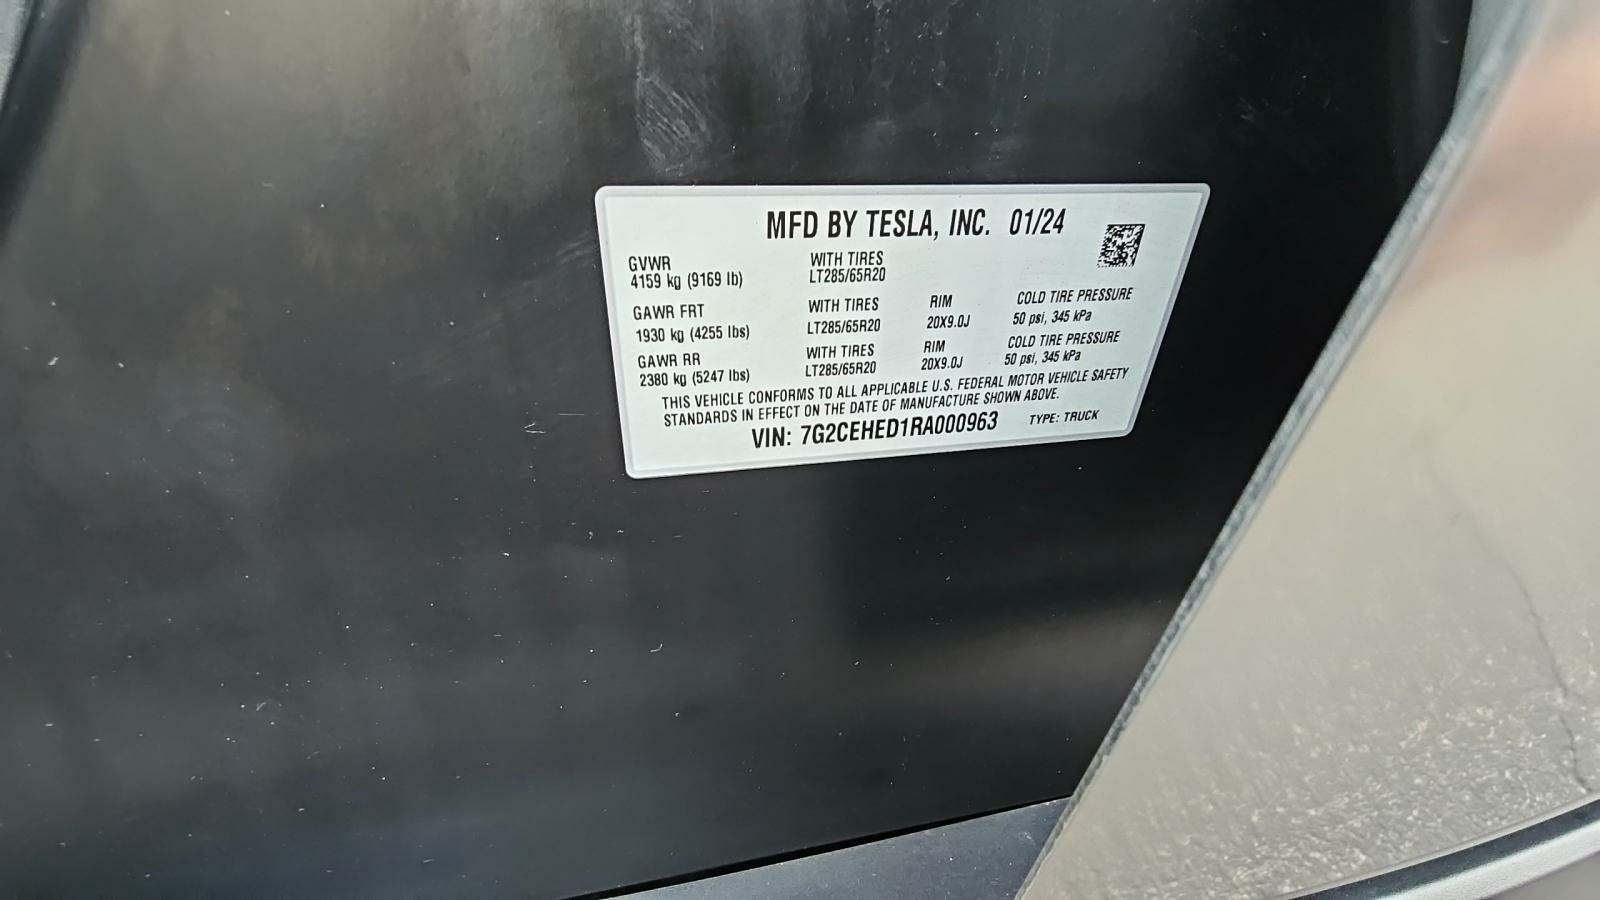 MFD BY TESLA, INC. 01/24
GVWR WITH TIRES
4159 kg (9169 lb) LT285/65R20
GAWR FRT WITH TIRES RIM COLD TIRE PRESSURE
1930 kg (4255 lbs) LT285/65R20 20X9.0J 50 psi, 345 kPa
GAWR RR WITH TIRES RIM COLD TIRE PRESSURE
2380 kg (5247 lbs) LT285/65R20 20X9.0J 50 psi, 345 kPa
THIS VEHICLE CONFORMS TO ALL APPLICABLE U.S. FEDERAL MOTOR VEHICLE SAFETY
STANDARDS IN EFFECT ON THE DATE OF MANUFACTURE SHOWN ABOVE.
VIN: 7G2CEHED1RA000963 TYPE: TRUCK